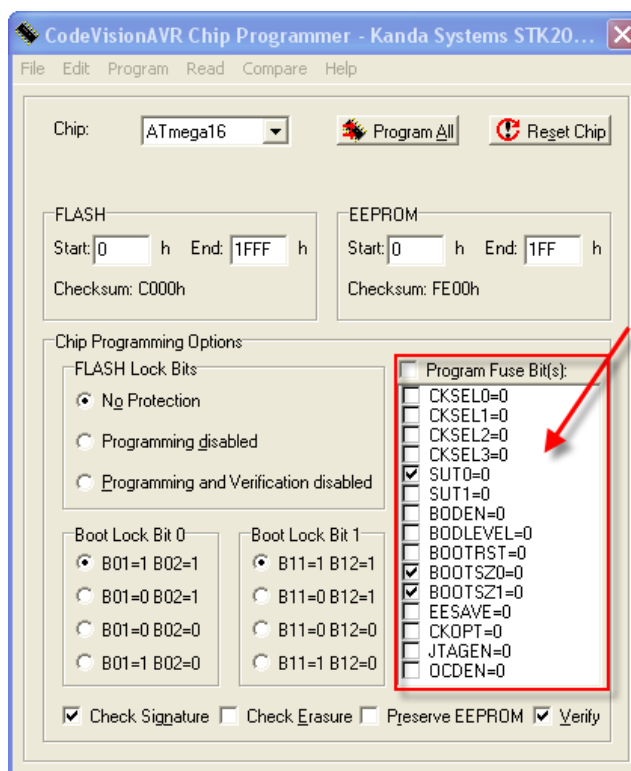 CodeVisionAVR Chip Programmer - Kanda Systems STK20...
File Edit Program Read Compare Help
Chip: ATmega16 Program All Reset Chip
FLASH
Start: 0 h End: 1FFF h
Checksum: C000h
EEPROM
Start: 0 h End: 1FF h
Checksum: FE00h
Chip Programming Options
FLASH Lock Bits
No Protection
Programming disabled
Programming and Verification disabled
Program Fuse Bit(s):
CKSEL0=0
CKSEL1=0
CKSEL2=0
CKSEL3=0
SUT0=0
SUT1=0
BODEN=0
BODLEVEL=0
BOOTRST=0
BOOTSZ0=0
BOOTSZ1=0
EESAVE=0
CKOPT=0
JTAGEN=0
OCDEN=0
Boot Lock Bit 0
B01=1 B02=1
B01=0 B02=1
B01=0 B02=0
B01=1 B02=0
Boot Lock Bit 1
B11=1 B12=1
B11=0 B12=1
B11=0 B12=0
B11=1 B12=0
Check Signature Check Erasure Preserve EEPROM Verify